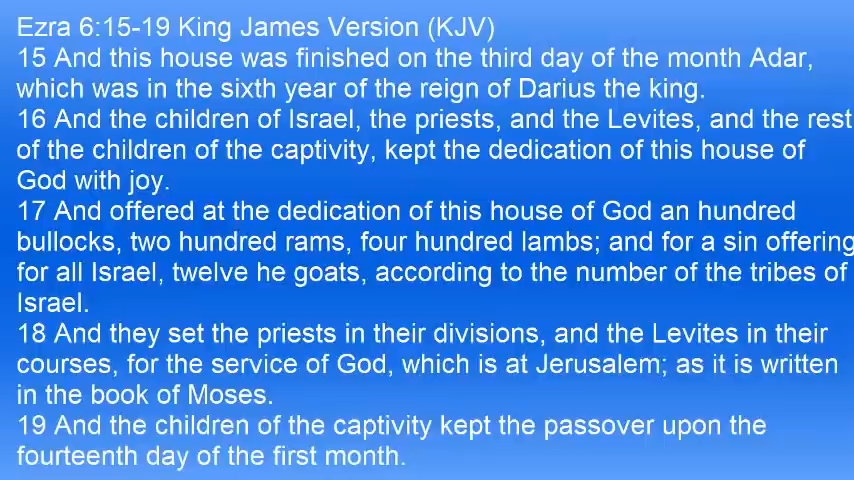 Ezra 6:15-19 King James Version (KJV)
15 And this house was finished on the third day of the month Adar,
which was in the sixth year of the reign of Darius the king.
16 And the children of Israel, the priests, and the Levites, and the rest
of the children of the captivity, kept the dedication of this house of
God with joy.
17 And offered at the dedication of this house of God an hundred
bullocks, two hundred rams, four hundred lambs; and for a sin offering
for all Israel, twelve he goats, according to the number of the tribes of
Israel.
18 And they set the priests in their divisions, and the Levites in their
courses, for the service of God, which is at Jerusalem; as it is written
in the book of Moses.
19 And the children of the captivity kept the passover upon the
fourteenth day of the first month.